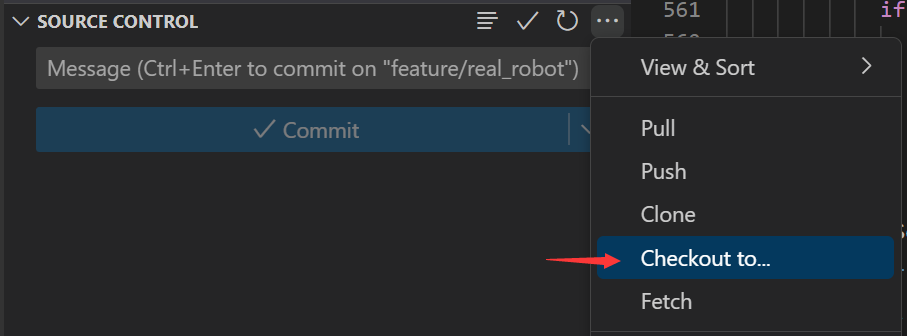 SOURCE CONTROL
561
if
Message (Ctrl+Enter to commit on "feature/real_robot")
Commit
View & Sort
Pull
Push
Clone
Checkout to...
Fetch